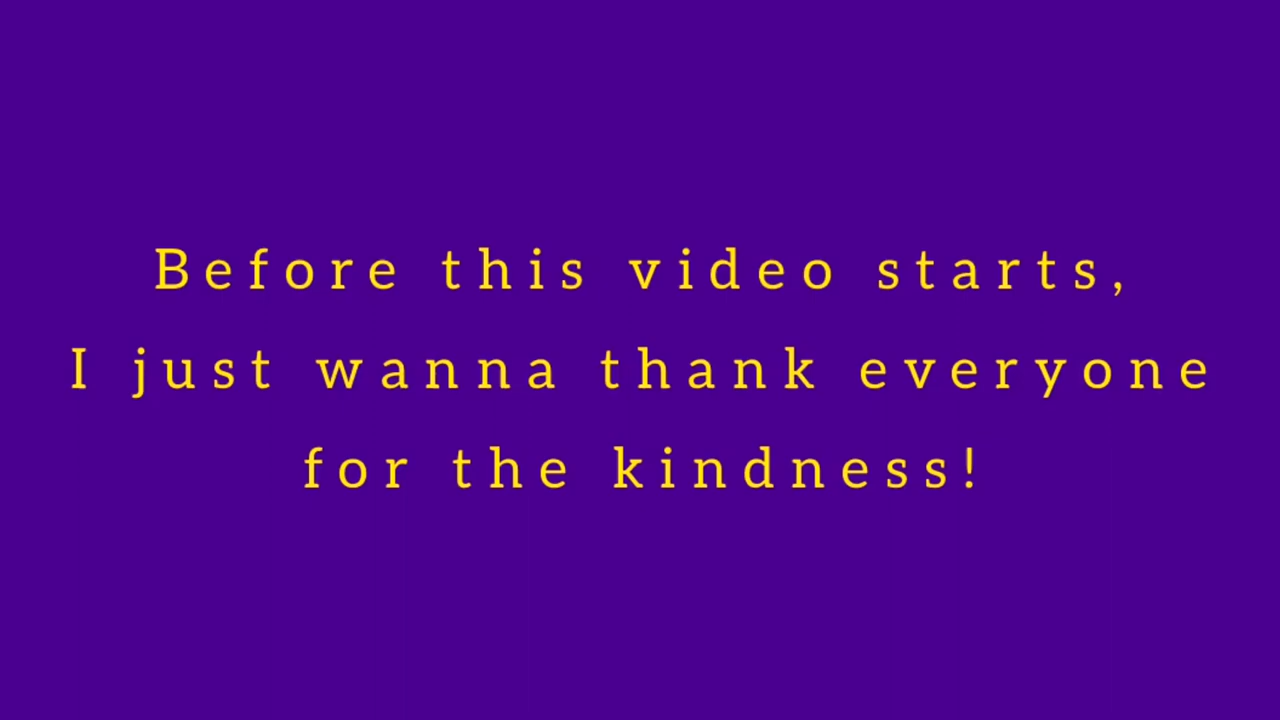 Before this video starts,
I just wanna thank everyone
for the kindness!